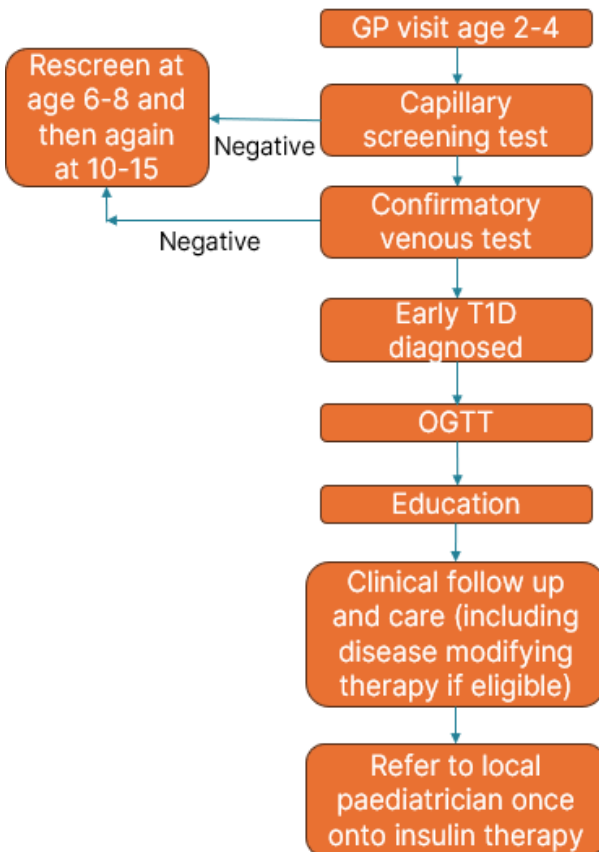 GP visit age 2-4
Rescreen at
age 6-8 and
then again
at 10-15
Capillary
screening test
Negative
Confirmatory
venous test
Negative
Early T1D
diagnosed
OGTT
Education
Clinical follow up
and care (including
disease modifying
therapy if eligible)
Refer to local
paediatrician once
onto insulin therapy